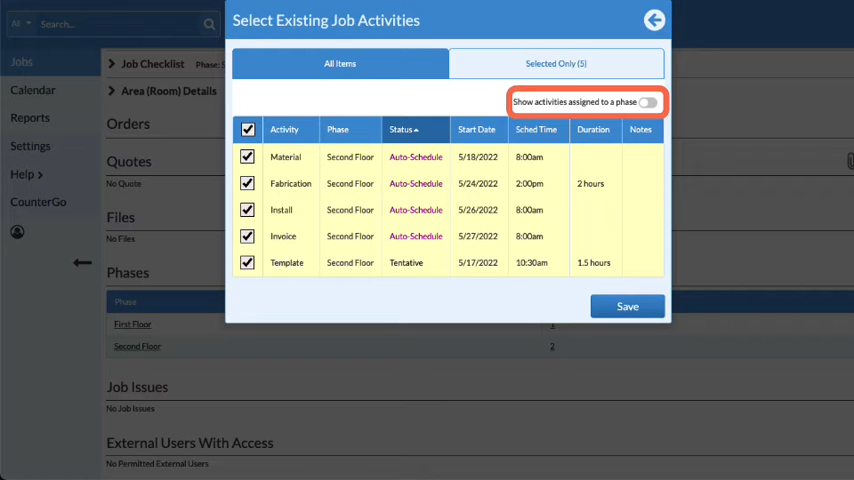 All Search...
Jobs
Calendar
Reports
Settings
Help
CounterGo
Job Checklist Phase: S
Area (Room) Details
Orders
Quotes
No Quote
Files
No Files
Phases
Phase
First Floor 1
Second Floor 2
Job Issues
No Job Issues
External Users With Access
No Permitted External Users
Select Existing Job Activities
All Items Selected Only (5)
Show activities assigned to a phase
Activity Phase Status Start Date Sched Time Duration Notes
Material Second Floor Auto-Schedule 5/18/2022 8:00am
Fabrication Second Floor Auto-Schedule 5/24/2022 2:00pm 2 hours
Install Second Floor Auto-Schedule 5/26/2022 8:00am
Invoice Second Floor Auto-Schedule 5/27/2022 8:00am
Template Second Floor Tentative 5/17/2022 10:30am 1.5 hours
Save